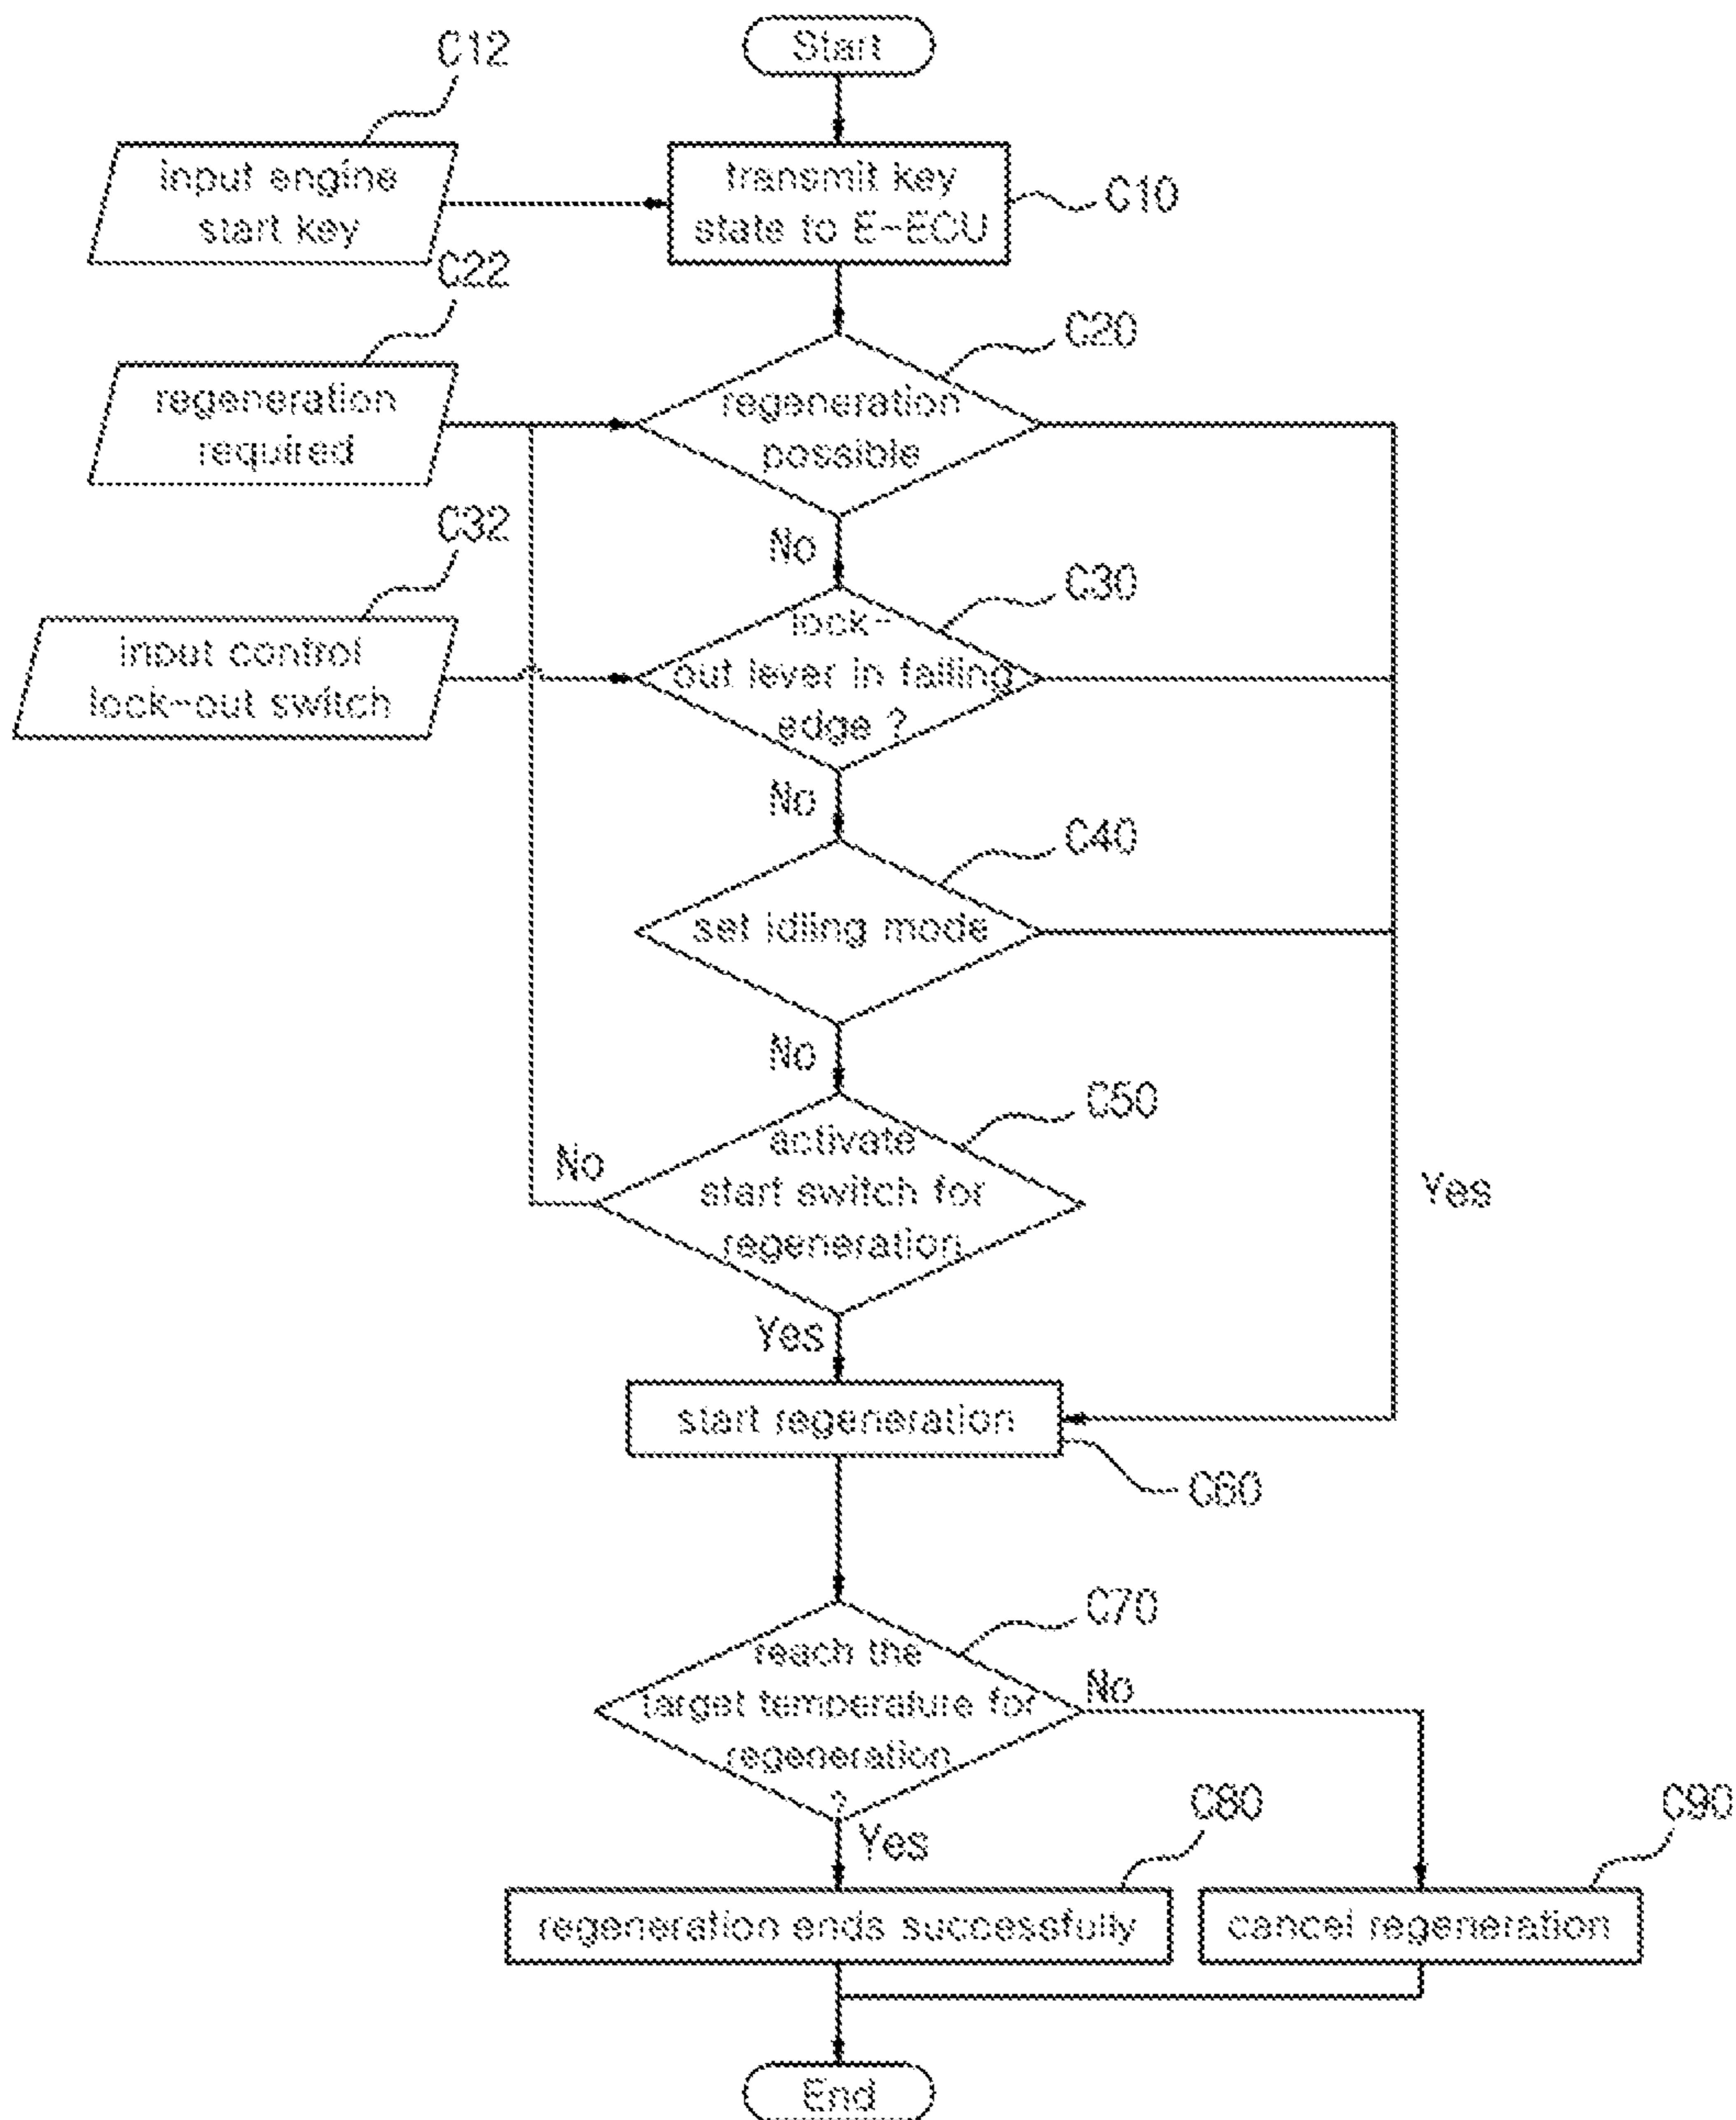 Start
C12
input engine
start key
transmit key
state to E-ECU
C10
C22
regeneration
required
C20
regeneration
possible
No
C32
input control
lock-out switch
C30
lock-
out lever in falling
edge ?
No
C40
set idling mode
No
C50
activate
start switch for
regeneration
No
Yes
Yes
start regeneration
C60
C70
reach the
target temperature for
regeneration
?
No
Yes
C80
regeneration ends successfully
C90
cancel regeneration
End